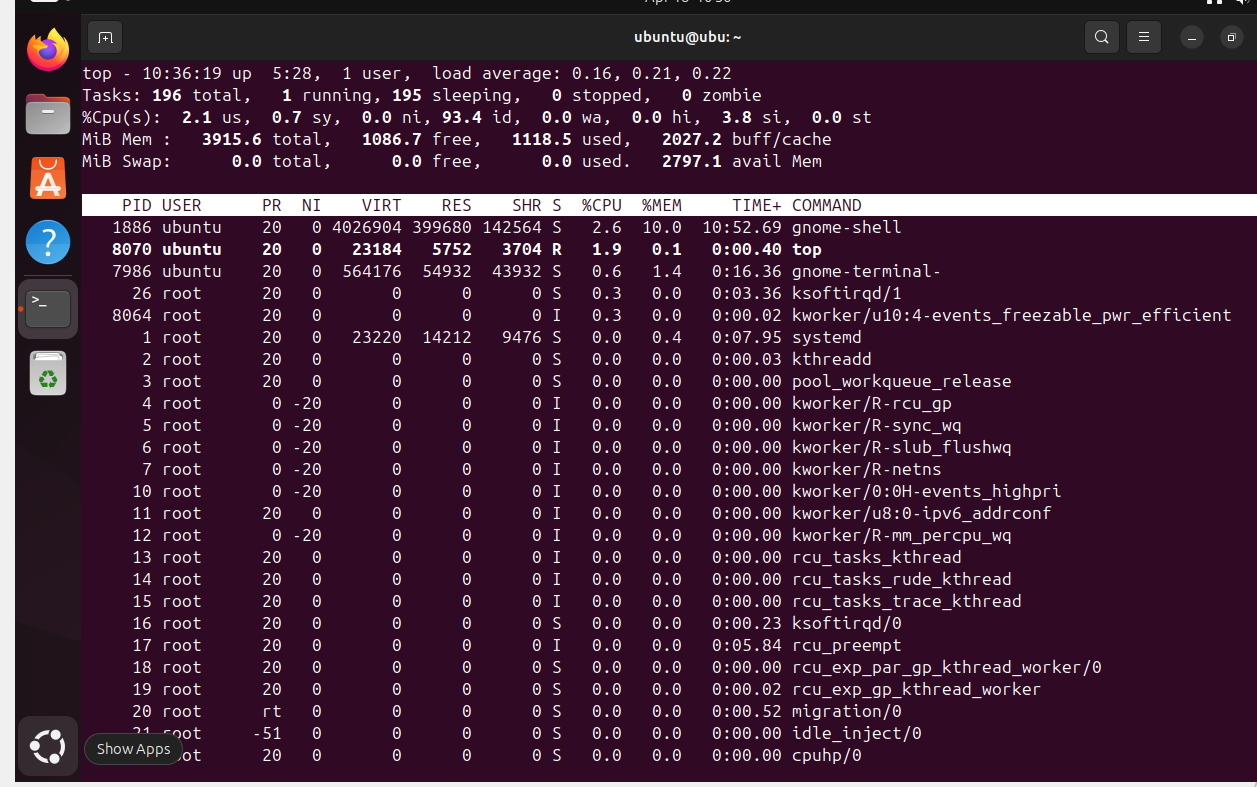 ubuntu@ubu: ~
top - 10:36:19 up  5:28,  1 user,  load average: 0.16, 0.21, 0.22
Tasks: 196 total,   1 running, 195 sleeping,   0 stopped,   0 zombie
%Cpu(s):  2.1 us,  0.7 sy,  0.0 ni, 93.4 id,  0.0 wa,  0.0 hi,  3.8 si,  0.0 st
MiB Mem :   3915.6 total,   1086.7 free,   1118.5 used,   2027.2 buff/cache
MiB Swap:      0.0 total,      0.0 free,      0.0 used.   2797.1 avail Mem
PID USER      PR  NI    VIRT    RES    SHR S  %CPU  %MEM     TIME+ COMMAND
1886 ubuntu    20   0 4026904 399680 142564 S   2.6  10.0  10:52.69 gnome-shell
8070 ubuntu    20   0   23184   5752   3704 R   1.9   0.1   0:00.40 top
7986 ubuntu    20   0  564176  54932  43932 S   0.6   1.4   0:16.36 gnome-terminal-
26 root      20   0       0      0      0 S   0.3   0.0   0:03.36 ksoftirqd/1
8064 root      20   0       0      0      0 I   0.3   0.0   0:00.02 kworker/u10:4-events_freezable_pwr_efficient
1 root      20   0   23220  14212   9476 S   0.0   0.4   0:07.95 systemd
2 root      20   0       0      0      0 S   0.0   0.0   0:00.03 kthreadd
3 root      20   0       0      0      0 S   0.0   0.0   0:00.00 pool_workqueue_release
4 root       0 -20       0      0      0 I   0.0   0.0   0:00.00 kworker/R-rcu_gp
5 root       0 -20       0      0      0 I   0.0   0.0   0:00.00 kworker/R-sync_wq
6 root       0 -20       0      0      0 I   0.0   0.0   0:00.00 kworker/R-slub_flushwq
7 root       0 -20       0      0      0 I   0.0   0.0   0:00.00 kworker/R-netns
10 root       0 -20       0      0      0 I   0.0   0.0   0:00.00 kworker/0:0H-events_highpri
11 root      20   0       0      0      0 I   0.0   0.0   0:00.00 kworker/u8:0-ipv6_addrconf
12 root       0 -20       0      0      0 I   0.0   0.0   0:00.00 kworker/R-mm_percpu_wq
13 root      20   0       0      0      0 I   0.0   0.0   0:00.00 rcu_tasks_kthread
14 root      20   0       0      0      0 I   0.0   0.0   0:00.00 rcu_tasks_rude_kthread
15 root      20   0       0      0      0 I   0.0   0.0   0:00.00 rcu_tasks_trace_kthread
16 root      20   0       0      0      0 S   0.0   0.0   0:00.23 ksoftirqd/0
17 root      20   0       0      0      0 I   0.0   0.0   0:05.84 rcu_preempt
18 root      20   0       0      0      0 S   0.0   0.0   0:00.00 rcu_exp_par_gp_kthread_worker/0
19 root      20   0       0      0      0 S   0.0   0.0   0:00.02 rcu_exp_gp_kthread_worker
20 root      rt   0       0      0      0 S   0.0   0.0   0:00.52 migration/0
21 root     -51   0       0      0      0 S   0.0   0.0   0:00.00 idle_inject/0
Show Apps
20   0       0      0      0 S   0.0   0.0   0:00.00 cpuhp/0